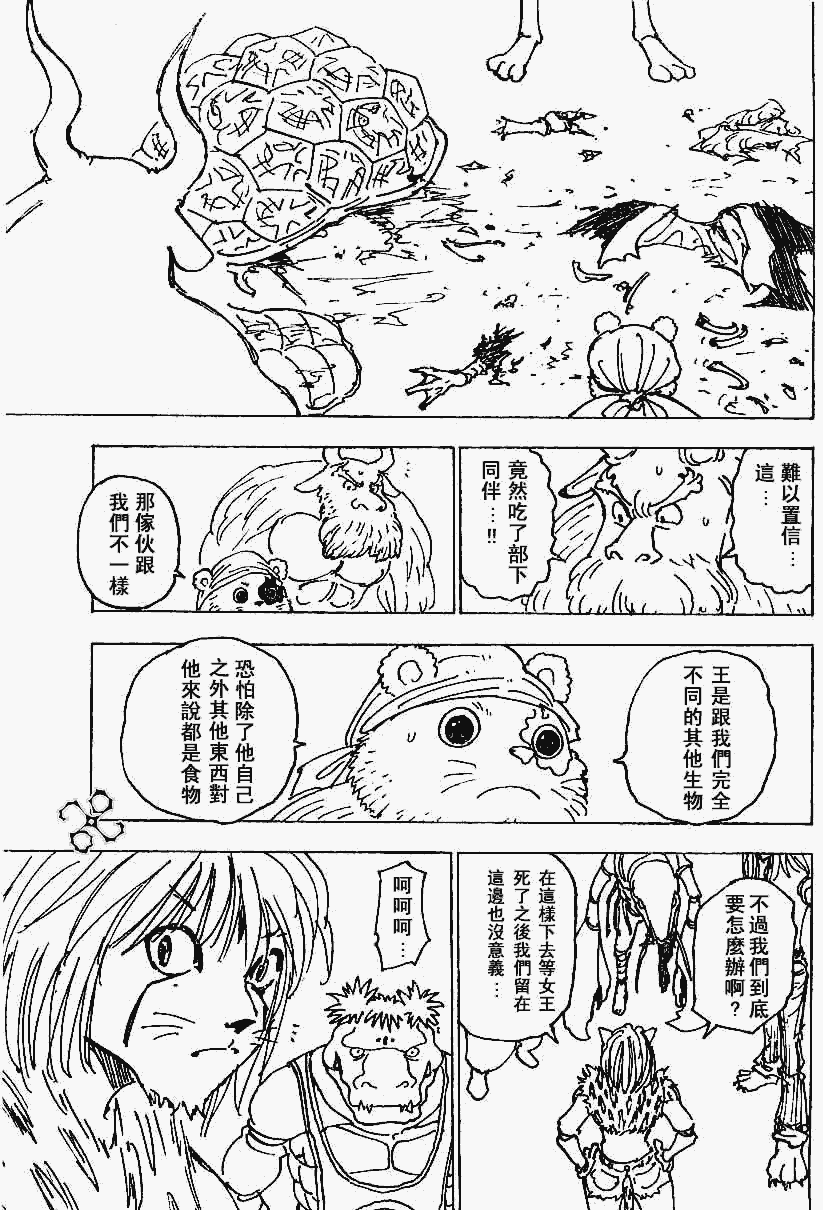 難以置信…
這…
竟然吃了部下
同伴…!!
那傢伙跟
我們不一樣
王是跟我們完全
不同的其他生物
恐怕除了他自己
之外其他東西對
他來說都是食物
不過我們到底
要怎麼辦啊?
在這樣下去等女王
死了之後我們留在
這邊也沒意義…
呵呵呵…